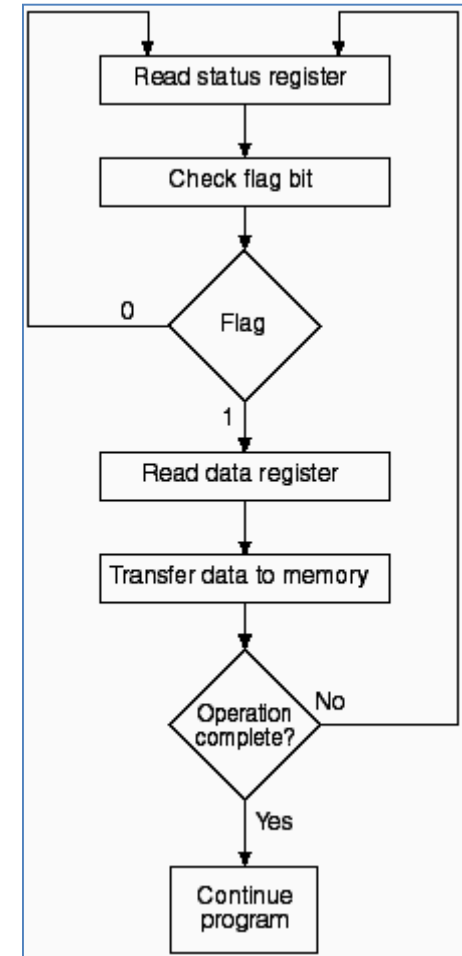 Read status register
Check flag bit
Flag
0
1
Read data register
Transfer data to memory
Operation
complete?
No
Yes
Continue
program